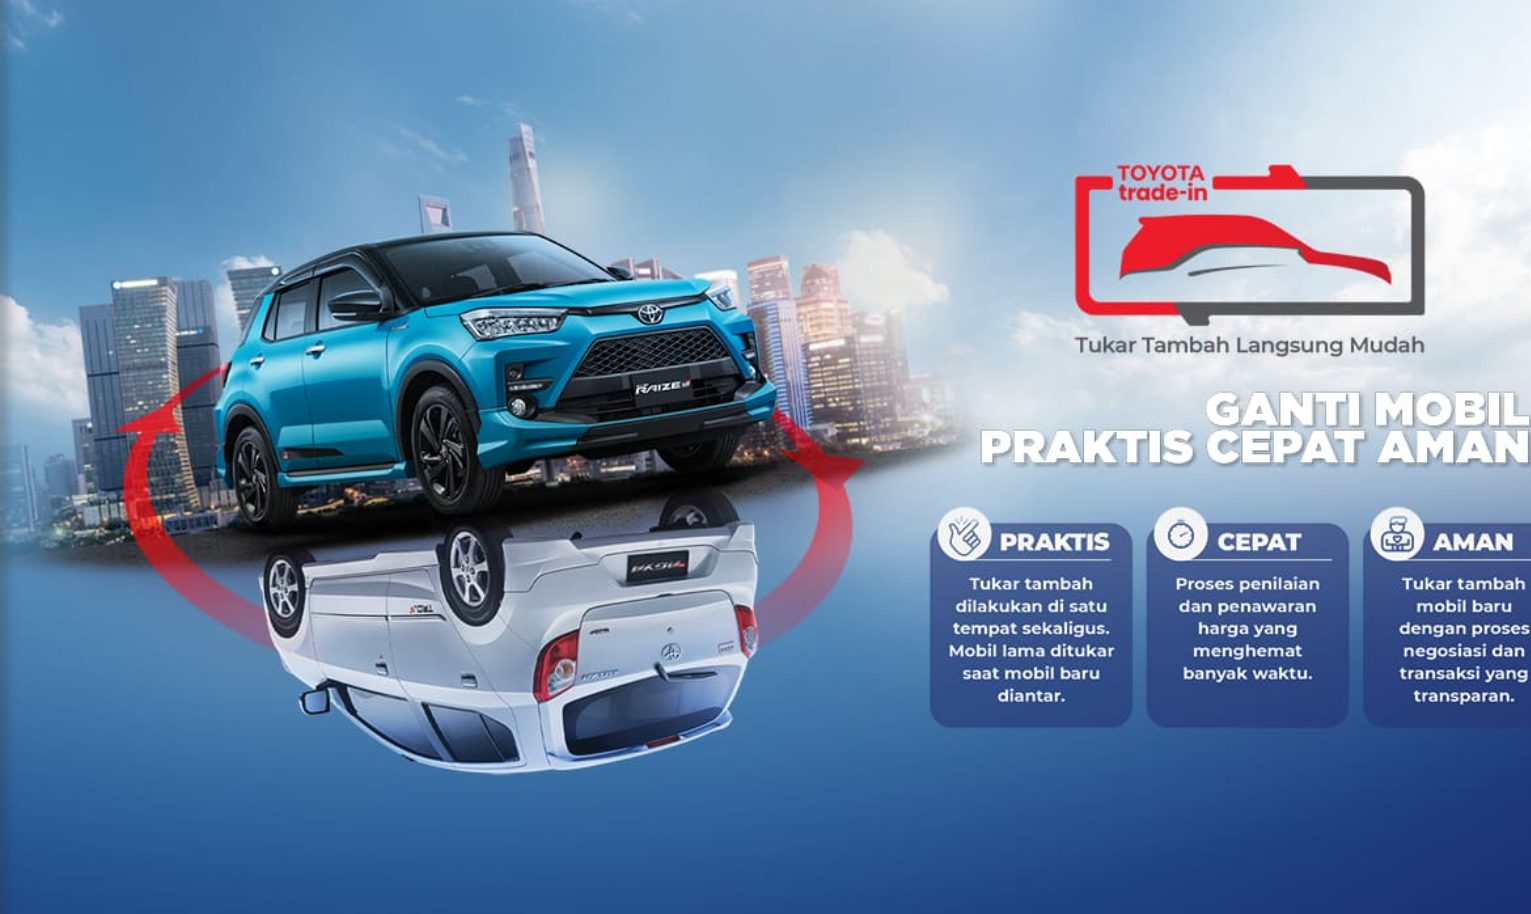 TOYOTA
trade-in
Tukar Tambah Langsung Mudah
GANTI MOBIL
PRAKTIS CEPAT AMAN
PRAKTIS
Tukar tambah
dilakukan di satu
tempat sekaligus.
Mobil lama ditukar
saat mobil baru
diantar.
CEPAT
Proses penilaian
dan penawaran
harga yang
menghemat
banyak waktu.
AMAN
Tukar tambah
mobil baru
dengan proses
negosiasi dan
transaksi yang
transparan.
RAIZE